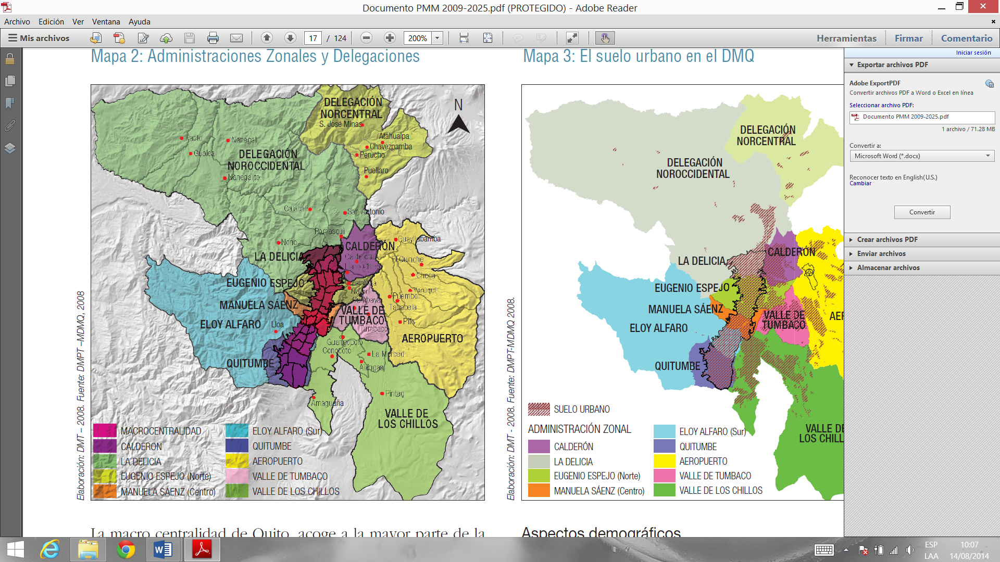 Documento PMM 2009-2025.pdf (PROTEGIDO) - Adobe Reader
Archivo Edición Ver Ventana Ayuda
Mis archivos
17 / 124
200%
Herramientas Firmar Comentario
Mapa 2: Administraciones Zonales y Delegaciones
DELEGACIÓN
NORCENTRAL
S. José Minas
N
Atahualpa
Chavezpamba
Perucho
Puellaro
Pacto
Nanegal
Gualea
DELEGACIÓN
NOROCCIDENTAL
Nanegalito
Calacali
San Antonio
Pomasqui
Nono
CALDERÓN
Calderón
Llano Chico
Guayllabamba
El Quinche
Checa
LA DELICIA
EUGENIO ESPEJO
Zambiza
Nayón
Cumbaya
Yaruqui
Puembo
Tababela
MANUELA SÁENZ
VALLE DE
TUMBACO
Tumbaco
Pifo
ELOY ALFARO
Lloa
AEROPUERTO
Guangopolo
Conocoto
La Merced
Alangasi
QUITUMBE
Pintag
Amaguaña
VALLE DE
LOS CHILLOS
MACROCENTRALIDAD
CALDERON
LA DELICIA
EUGENIO ESPEJO (Norte)
MANUELA SÁENZ (Centro)
ELOY ALFARO (Sur)
QUITUMBE
AEROPUERTO
VALLE DE TUMBACO
VALLE DE LOS CHILLOS
Elaboración: DMT – 2008. Fuente: DMPT –MDMQ, 2008
La macro centralidad de Quito, acoge a la mayor parte de la
Mapa 3: El suelo urbano en el DMQ
DELEGACIÓN
NORCENTRAL
DELEGACIÓN
NOROCCIDENTAL
LA DELICIA
CALDERÓN
EUGENIO ESPEJO
MANUELA SÁENZ
VALLE DE
TUMBACO
AER
ELOY ALFARO
QUITUMBE
VALLE DE
LOS CHILL
SUELO URBANO
ADMINISTRACIÓN ZONAL
CALDERÓN
LA DELICIA
EUGENIO ESPEJO (Norte)
MANUELA SÁENZ (Centro)
ELOY ALFARO (Sur)
QUITUMBE
AEROPUERTO
VALLE DE TUMBACO
VALLE DE LOS CHILLOS
Elaboración: DMT - 2008. Fuente: DMPT-MDMQ 2008.
Aspectos demográficos
Iniciar sesión
Exportar archivos PDF
Adobe ExportPDF
Convertir archivos PDF a Word o Excel en línea
Seleccionar archivo PDF:
Documento PMM 2009-2025.pdf
1 archivo / 71.28 MB
Convertir a:
Microsoft Word (*.docx)
Reconocer texto en English(U.S.)
Cambiar
Convertir
Crear archivos PDF
Enviar archivos
Almacenar archivos
ESP
LAA
10:07
14/08/2014